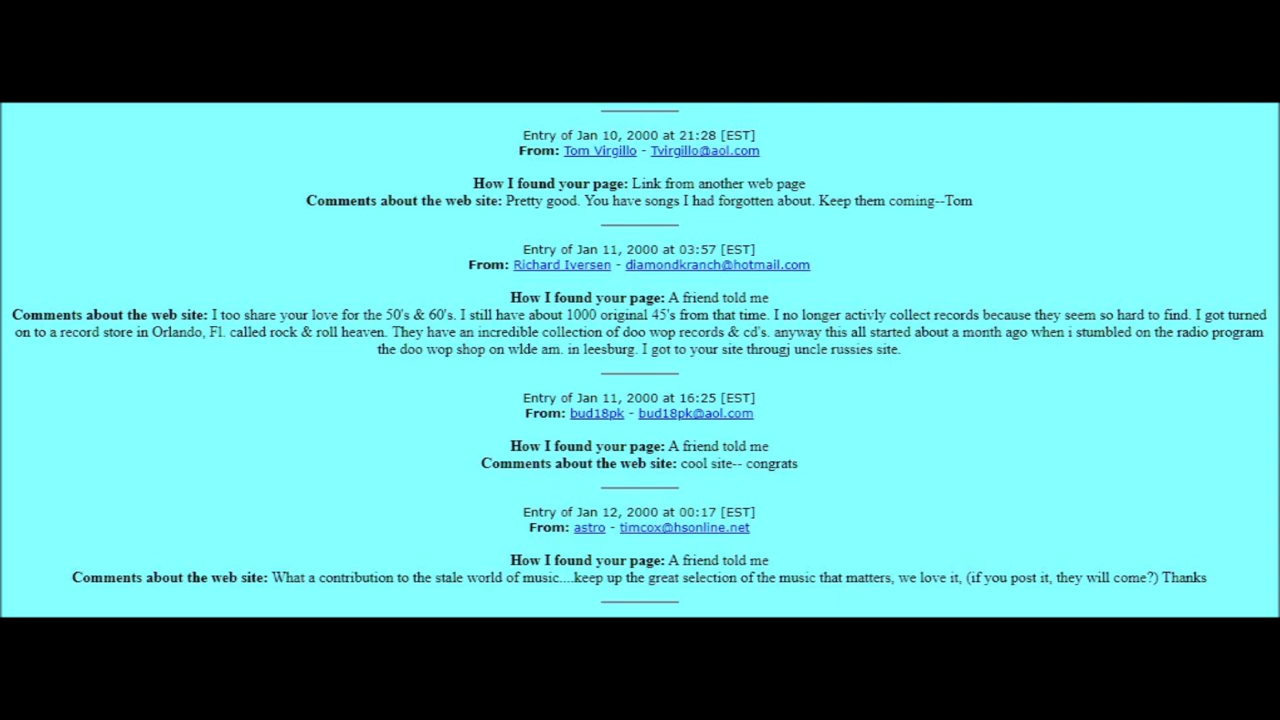 Entry of Jan 10, 2000 at 21:28 [EST]
From: Tom Virgillo - Tvirgillo@aol.com
How I found your page: Link from another web page
Comments about the web site: Pretty good. You have songs I had forgotten about. Keep them coming--Tom
Entry of Jan 11, 2000 at 03:57 [EST]
From: Richard Iversen - diamondkranch@hotmail.com
How I found your page: A friend told me
Comments about the web site: I too share your love for the 50's & 60's. I still have about 1000 original 45's from that time. I no longer activly collect records because they seem so hard to find. I got turned
on to a record store in Orlando, Fl. called rock & roll heaven. They have an incredible collection of doo wop records & cd's. anyway this all started about a month ago when i stumbled on the radio program
the doo wop shop on wlde am. in leesburg. I got to your site througj uncle russies site.
Entry of Jan 11, 2000 at 16:25 [EST]
From: bud18pk - bud18pk@aol.com
How I found your page: A friend told me
Comments about the web site: cool site-- congrats
Entry of Jan 12, 2000 at 00:17 [EST]
From: astro - timcox@hsonline.net
How I found your page: A friend told me
Comments about the web site: What a contribution to the stale world of music....keep up the great selection of the music that matters, we love it, (if you post it, they will come?) Thanks